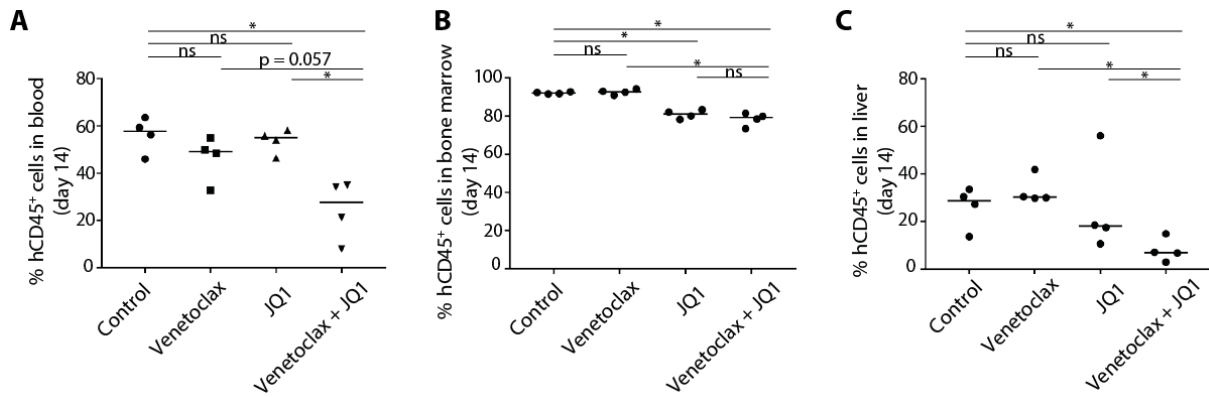 A
*
ns
ns
p = 0.057
*
% hCD45⁺ cells in blood
(day 14)
80
60
40
20
0
Control
Venetoclax
JQ1
Venetoclax + JQ1
B
*
*
ns
*
ns
% hCD45⁺ cells in bone marrow
(day 14)
100
80
60
40
20
0
Control
Venetoclax
JQ1
Venetoclax + JQ1
C
*
ns
ns
*
*
% hCD45⁺ cells in liver
(day 14)
80
60
40
20
0
Control
Venetoclax
JQ1
Venetoclax + JQ1